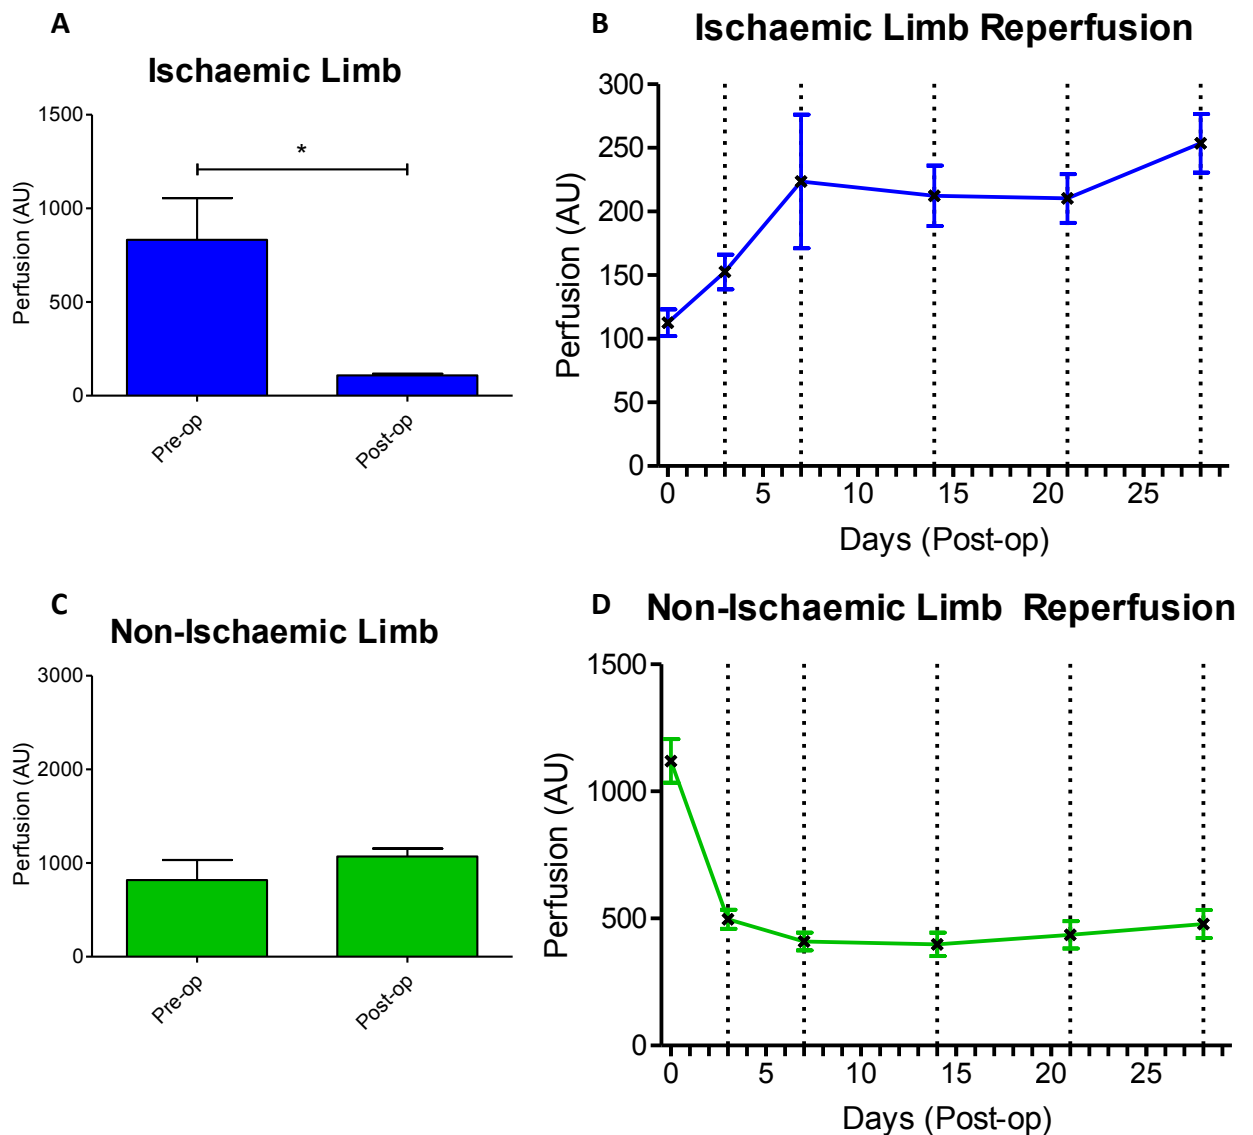 A
Ischaemic Limb
Perfusion (AU)
1500
1000
500
0
*
Pre-op
Post-op
B
Ischaemic Limb Reperfusion
Perfusion (AU)
300
250
200
150
100
50
0
0 5 10 15 20 25
Days (Post-op)
C
Non-Ischaemic Limb
Perfusion (AU)
3000
2000
1000
0
Pre-op
Post-op
D
Non-Ischaemic Limb  Reperfusion
Perfusion (AU)
1500
1000
500
0
0 5 10 15 20 25
Days (Post-op)